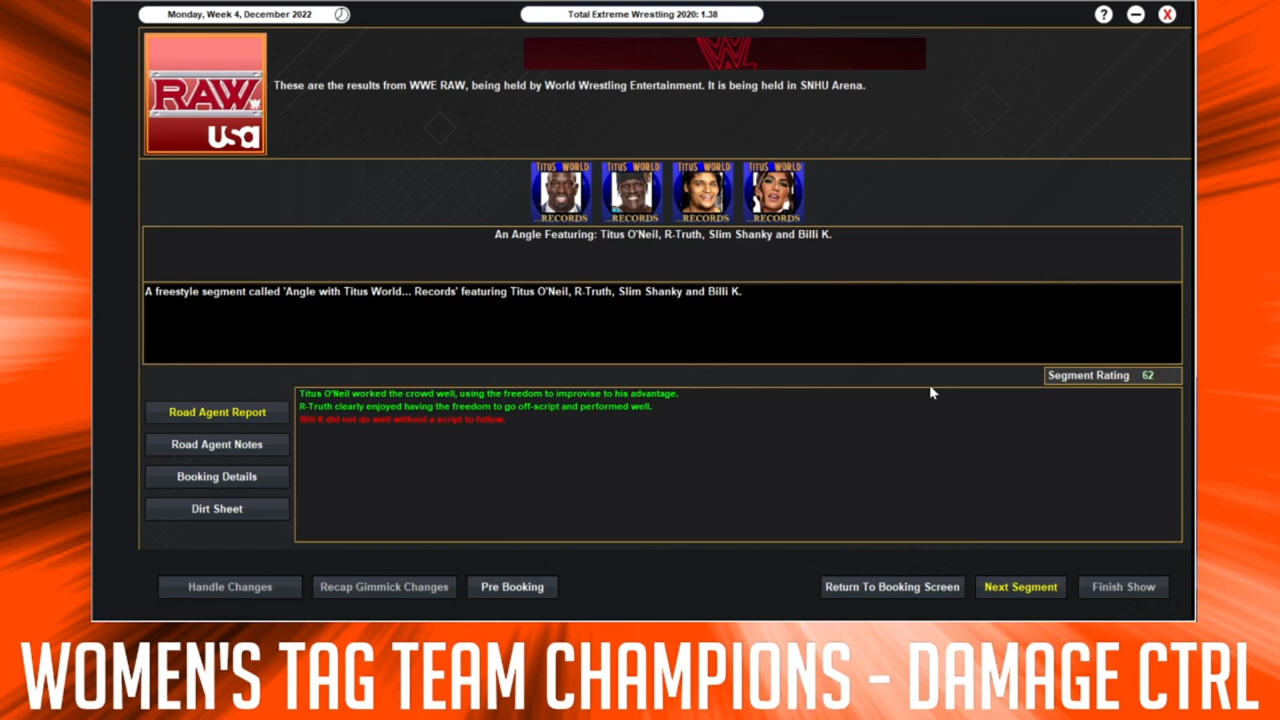 Monday, Week 4, December 2022
Total Extreme Wrestling 2020: 1.38
?
X
RAW
USA
These are the results from WWE RAW, being held by World Wrestling Entertainment. It is being held in SNHU Arena.
TITUS WORLD TITUS WORLD TITUS WORLD TITUS WORLD
...RECORDS ...RECORDS ...RECORDS ...RECORDS
An Angle Featuring: Titus O'Neil, R-Truth, Slim Shanky and Billi K.
A freestyle segment called 'Angle with Titus World... Records' featuring Titus O'Neil, R-Truth, Slim Shanky and Billi K.
Segment Rating 62
Titus O'Neil worked the crowd well, using the freedom to improvise to his advantage.
R-Truth clearly enjoyed having the freedom to go off-script and performed well.
Billi K did not do well without a script to follow.
Road Agent Report
Road Agent Notes
Booking Details
Dirt Sheet
Handle Changes Recap Gimmick Changes Pre Booking Return To Booking Screen Next Segment Finish Show
WOMEN'S TAG TEAM CHAMPIONS - DAMAGE CTRL